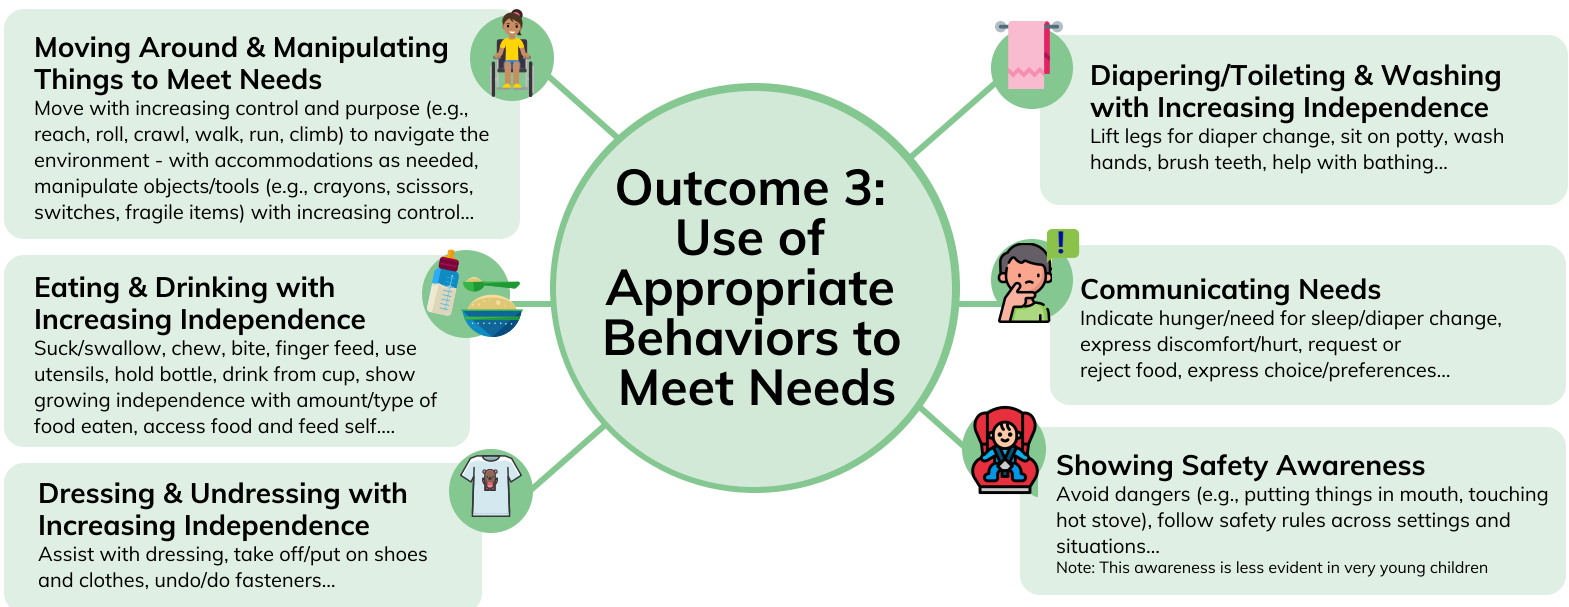 Moving Around & Manipulating
Things to Meet Needs
Move with increasing control and purpose (e.g.,
reach, roll, crawl, walk, run, climb) to navigate the
environment - with accommodations as needed,
manipulate objects/tools (e.g., crayons, scissors,
switches, fragile items) with increasing control...
Eating & Drinking with
Increasing Independence
Suck/swallow, chew, bite, finger feed, use
utensils, hold bottle, drink from cup, show
growing independence with amount/type of
food eaten, access food and feed self....
Dressing & Undressing with
Increasing Independence
Assist with dressing, take off/put on shoes
and clothes, undo/do fasteners...
Outcome 3:
Use of
Appropriate
Behaviors to
Meet Needs
Diapering/Toileting & Washing
with Increasing Independence
Lift legs for diaper change, sit on potty, wash
hands, brush teeth, help with bathing...
!
Communicating Needs
Indicate hunger/need for sleep/diaper change,
express discomfort/hurt, request or
reject food, express choice/preferences...
Showing Safety Awareness
Avoid dangers (e.g., putting things in mouth, touching
hot stove), follow safety rules across settings and
situations...
Note: This awareness is less evident in very young children